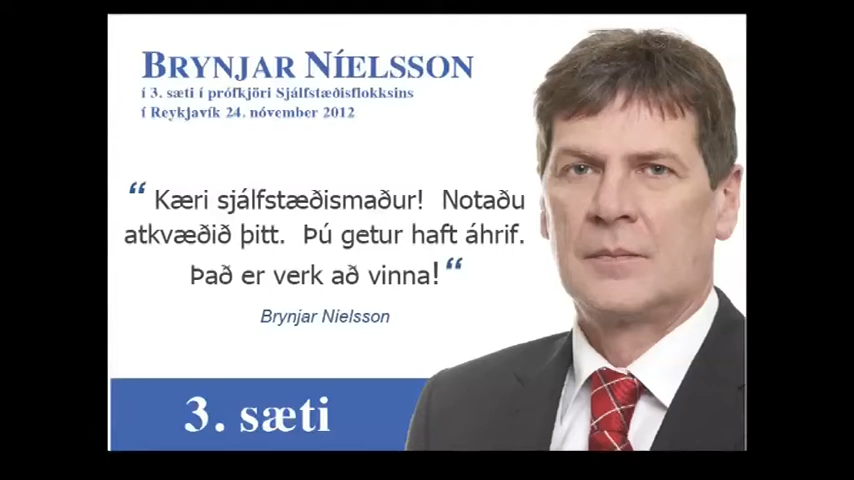 BRYNJAR NÍELSSON
í 3. sæti í prófkjöri Sjálfstæðisflokksins
í Reykjavík 24. nóvember 2012
“ Kæri sjálfstæðismaður! Notaðu
atkvæðið þitt. Þú getur haft áhrif.
Það er verk að vinna! “
Brynjar Níelsson
3. sæti